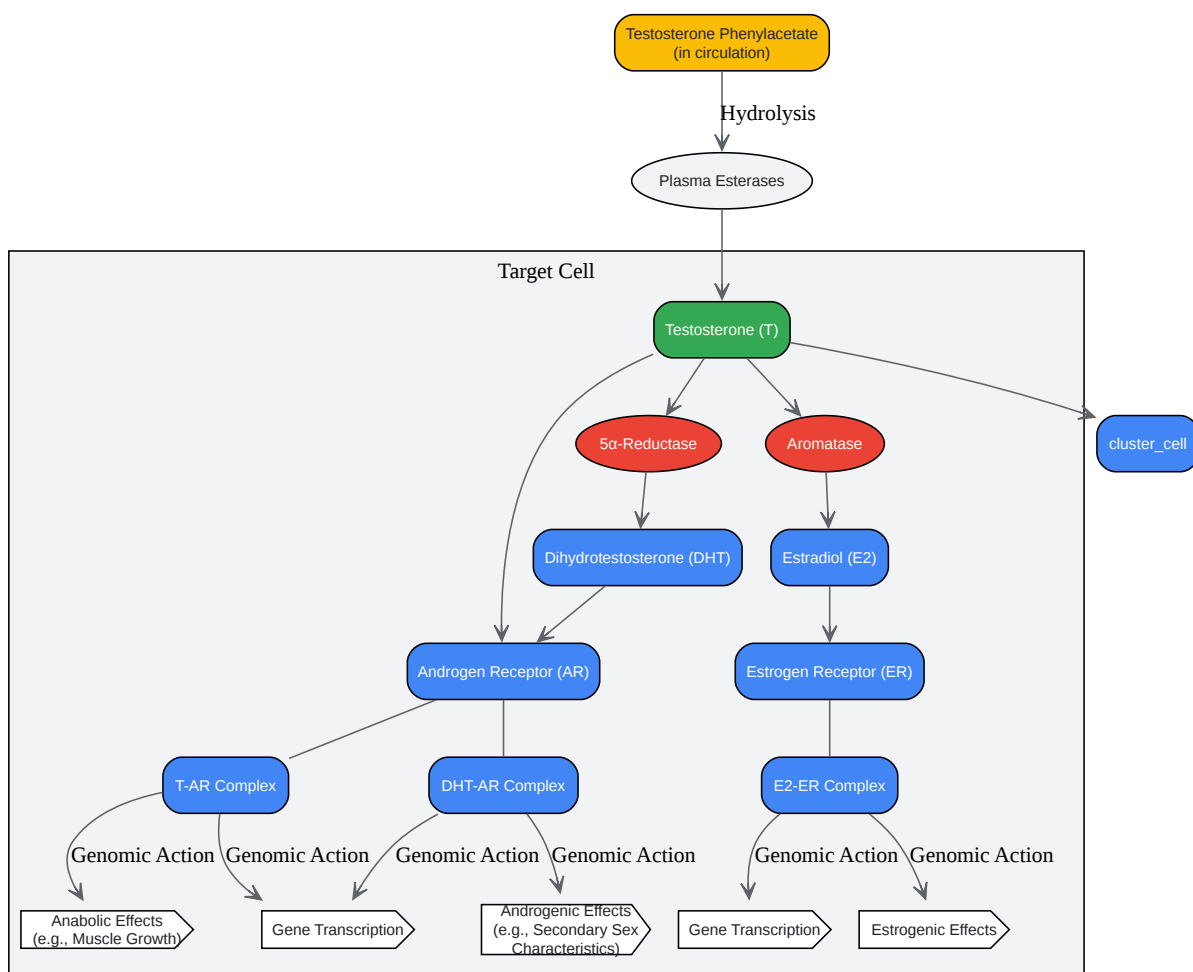 Testosterone Phenylacetate
(in circulation)
Hydrolysis
Plasma Esterases
Target Cell
Testosterone (T)
5α-Reductase
Aromatase
cluster_cell
Dihydrotestosterone (DHT)
Estradiol (E2)
Androgen Receptor (AR)
Estrogen Receptor (ER)
T-AR Complex
DHT-AR Complex
E2-ER Complex
Genomic Action
Genomic Action
Genomic Action
Genomic Action
Genomic Action
Genomic Action
Anabolic Effects
(e.g., Muscle Growth)
Gene Transcription
Androgenic Effects
(e.g., Secondary Sex
Characteristics)
Gene Transcription
Estrogenic Effects